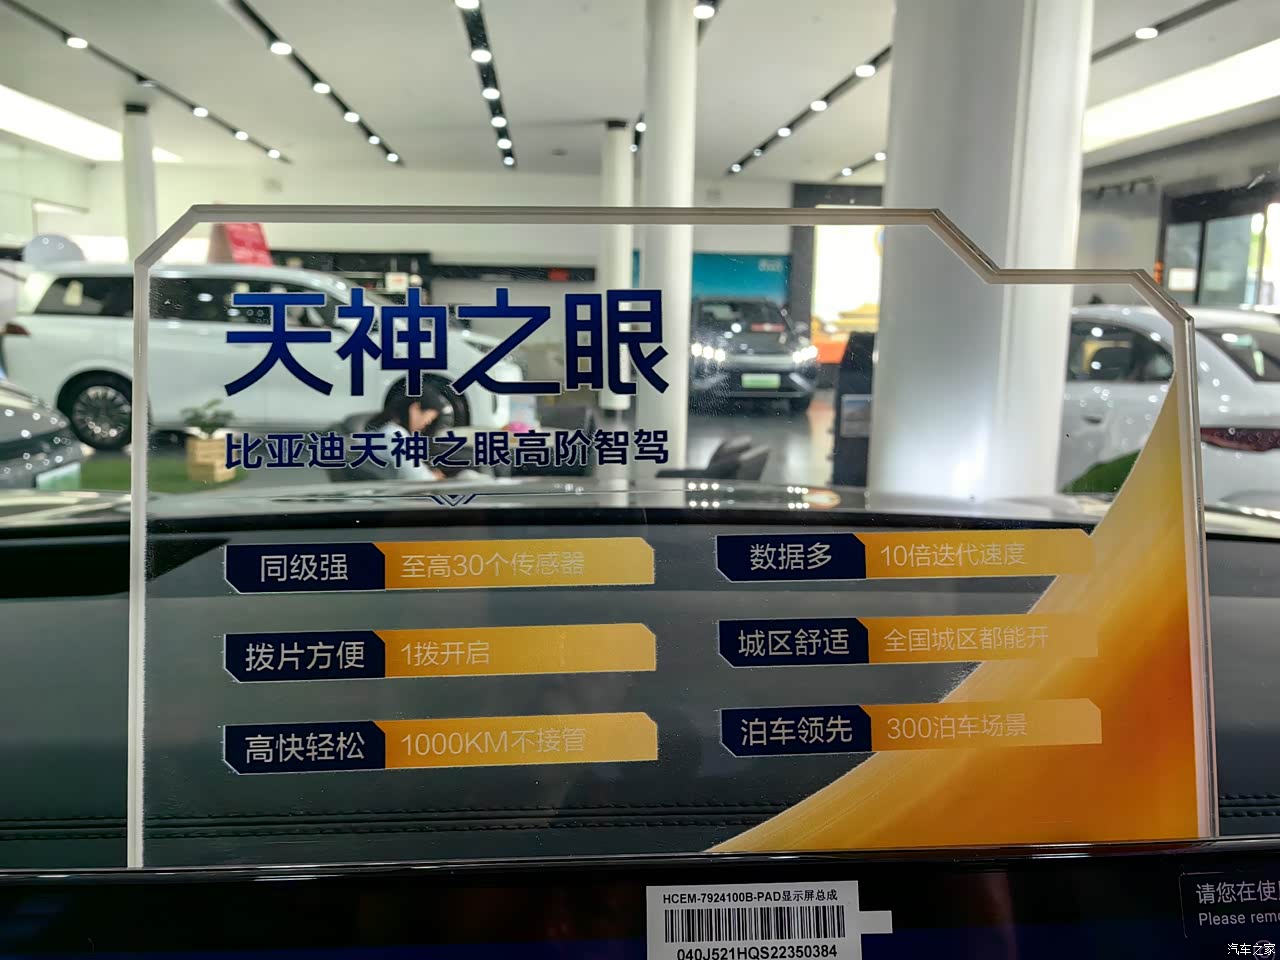 天神之眼
比亚迪天神之眼高阶智驾
同级强 至高30个传感器
数据多 10倍迭代速度
拨片方便 1拨开启
城区舒适 全国城区都能开
高快轻松 1000KM不接管
泊车领先 300泊车场景
HCEM-7924100B-PAD显示屏总成
040J521HQS22350384
请您在使
Please remo
汽车之家